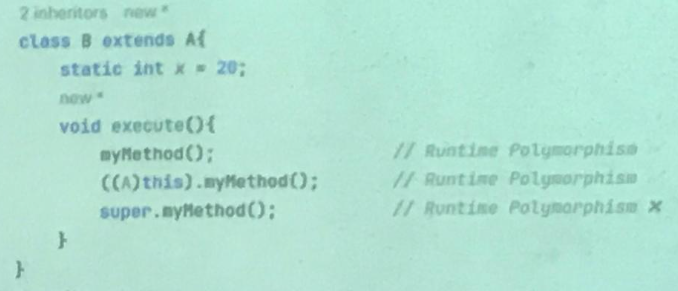 2 inheritors new *
class B extends A{
static int x = 20;
new *
void execute(){
myMethod(); // Runtime Polymorphism
((A)this).myMethod(); // Runtime Polymorphism
super.myMethod(); // Runtime Polymorphism ❌
}
}